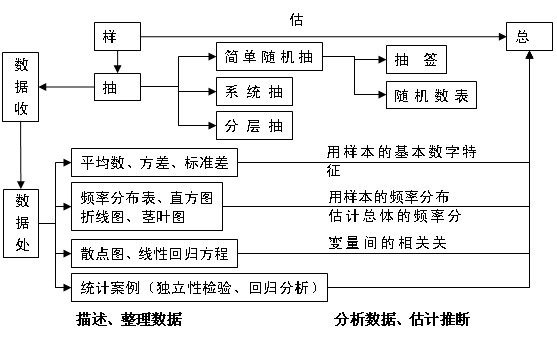 估
样
总
简单随机抽
抽 签
数
据
收
抽
系 统 抽
随机数表
分 层 抽
平均数、方差、标准差
用样本的基本数字特
征
数
据
处
频率分布表、直方图
折线图、茎叶图
用样本的频率分布
估计总体的频率分
散点图、线性回归方程
变量间的相关关
统计案例（独立性检验、回归分析）
描述、整理数据
分析数据、估计推断